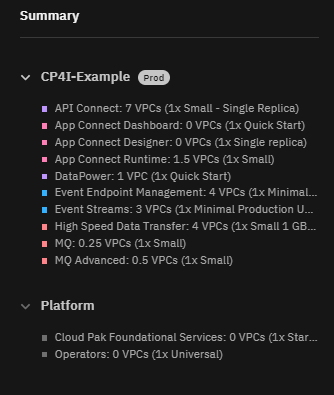 Summary
CP4I-Example Prod
API Connect: 7 VPCs (1x Small - Single Replica)
App Connect Dashboard: 0 VPCs (1x Quick Start)
App Connect Designer: 0 VPCs (1x Single replica)
App Connect Runtime: 1.5 VPCs (1x Small)
DataPower: 1 VPC (1x Quick Start)
Event Endpoint Management: 4 VPCs (1x Minimal...
Event Streams: 3 VPCs (1x Minimal Production U...
High Speed Data Transfer: 4 VPCs (1x Small 1 GB...
MQ: 0.25 VPCs (1x Small)
MQ Advanced: 0.5 VPCs (1x Small)
Platform
Cloud Pak Foundational Services: 0 VPCs (1x Star...
Operators: 0 VPCs (1x Universal)